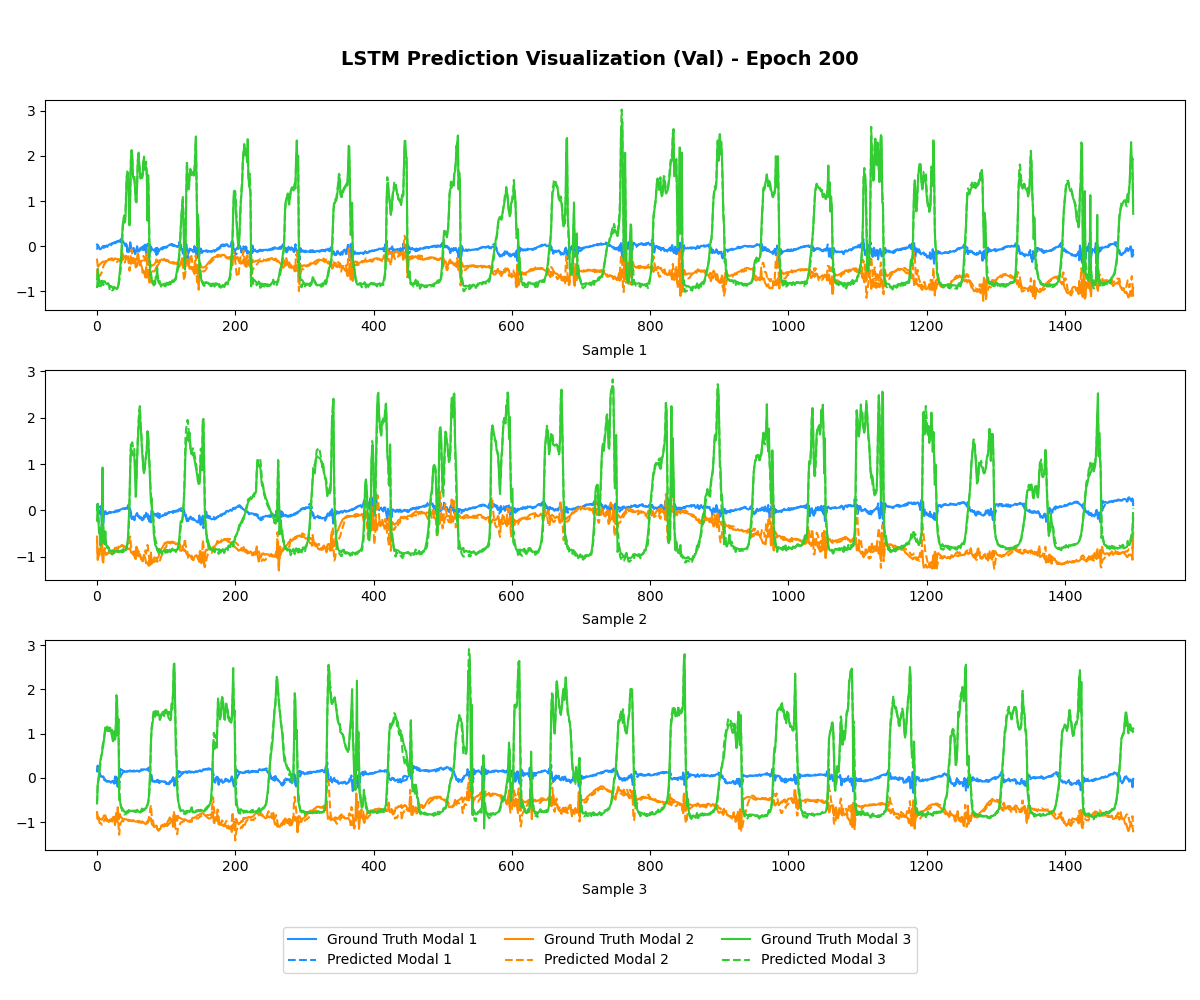 LSTM Prediction Visualization (Val) - Epoch 200
3
2
1
0
−1
0 200 400 600 800 1000 1200 1400
Sample 1
3
2
1
0
−1
0 200 400 600 800 1000 1200 1400
Sample 2
3
2
1
0
−1
0 200 400 600 800 1000 1200 1400
Sample 3
Ground Truth Modal 1 Ground Truth Modal 2 Ground Truth Modal 3
Predicted Modal 1 Predicted Modal 2 Predicted Modal 3